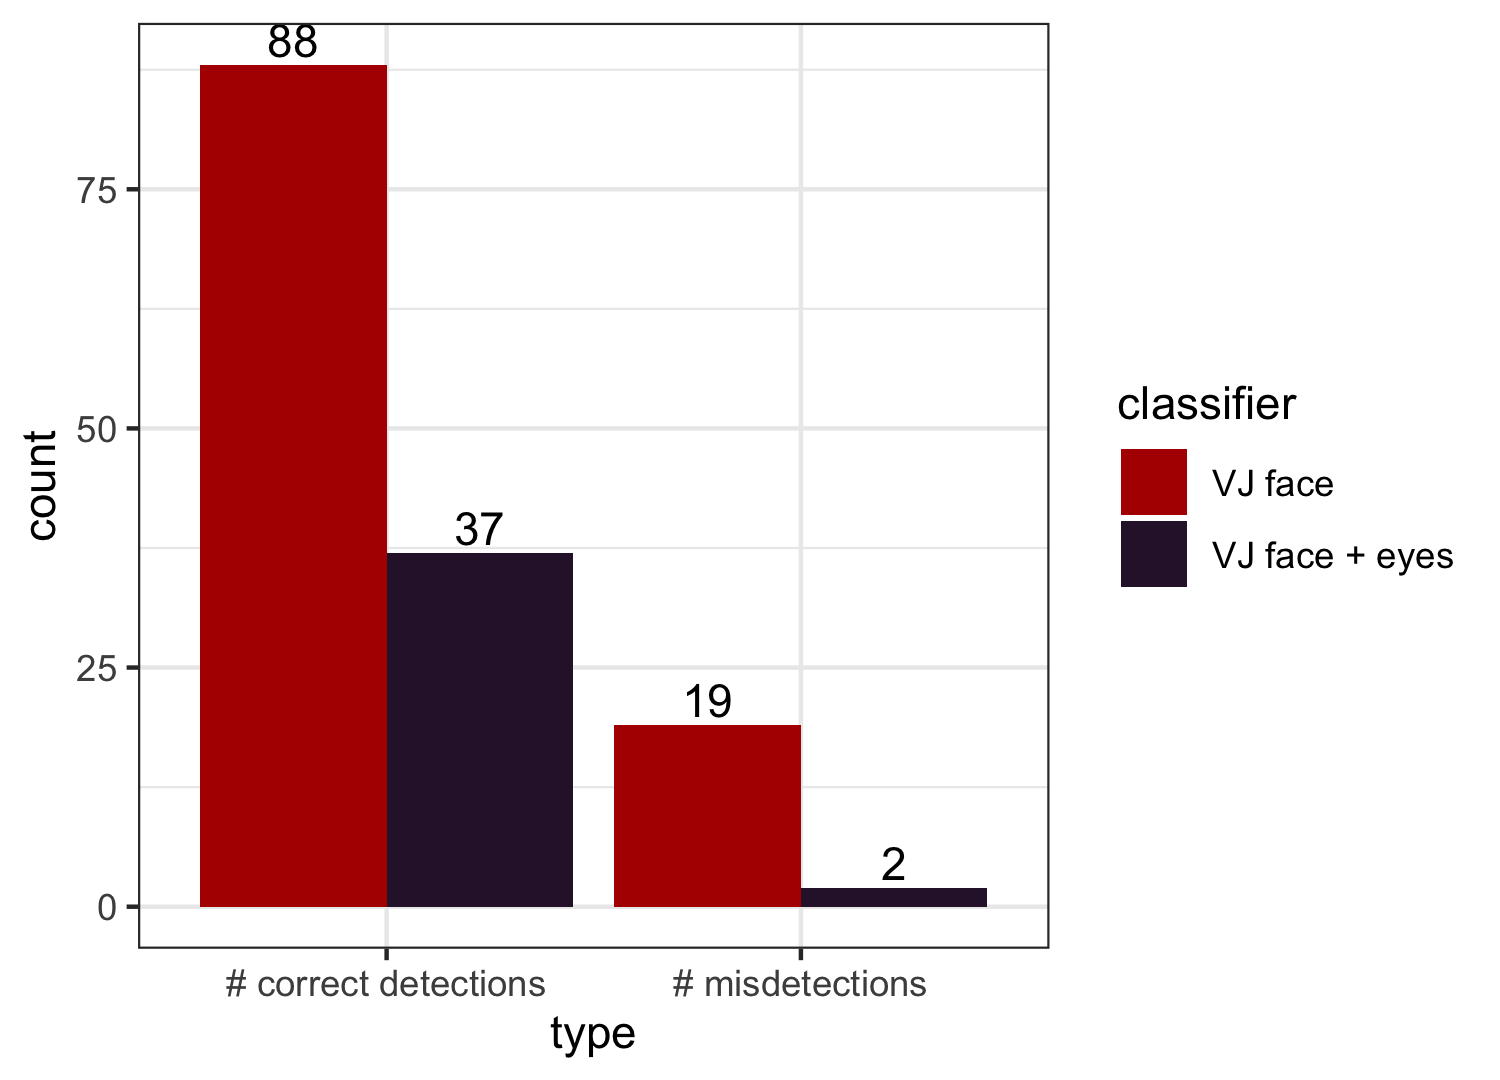 88
37
19
2
75
50
25
0
count
# correct detections
# misdetections
type
classifier
VJ face
VJ face + eyes